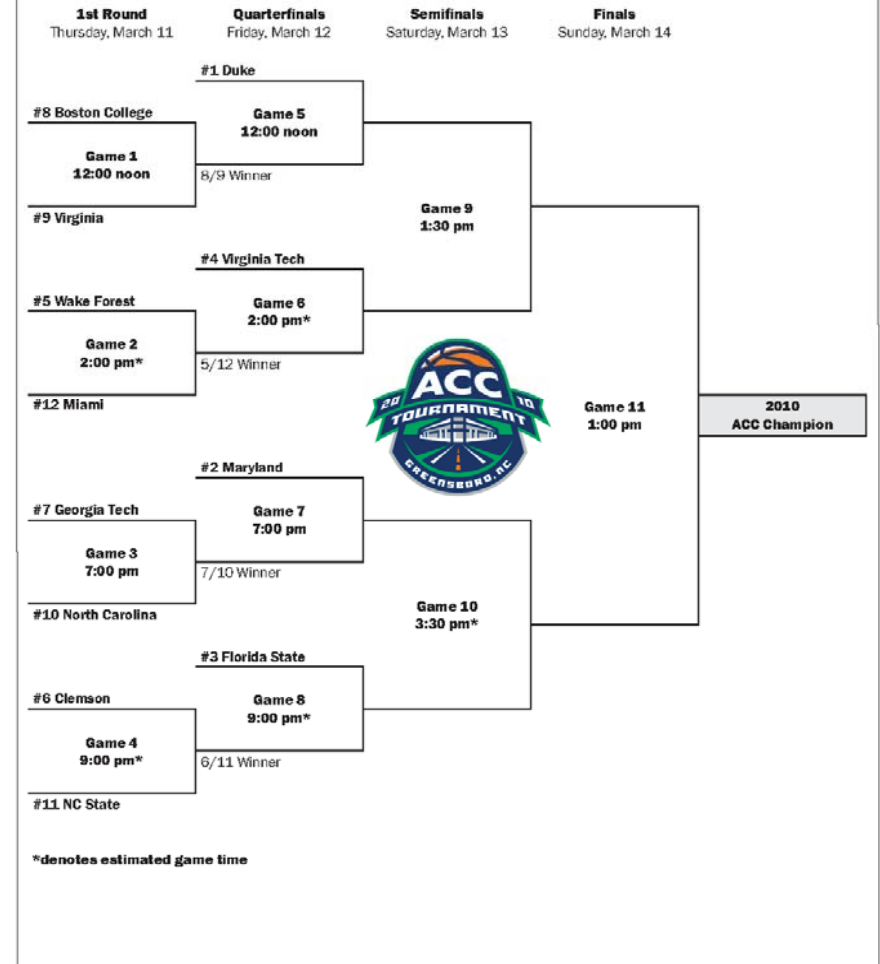 1st Round
Thursday, March 11
Quarterfinals
Friday, March 12
Semifinals
Saturday, March 13
Finals
Sunday, March 14
#1 Duke
#8 Boston College
Game 5
12:00 noon
Game 1
12:00 noon
8/9 Winner
#9 Virginia
Game 9
1:30 pm
#4 Virginia Tech
#5 Wake Forest
Game 6
2:00 pm*
Game 2
2:00 pm*
5/12 Winner
#12 Miami
2010
ACC
TOURNAMENT
GREENSBORO, NC
Game 11
1:00 pm
2010
ACC Champion
#2 Maryland
#7 Georgia Tech
Game 7
7:00 pm
Game 3
7:00 pm
7/10 Winner
#10 North Carolina
Game 10
3:30 pm*
#3 Florida State
#6 Clemson
Game 8
9:00 pm*
Game 4
9:00 pm*
6/11 Winner
#11 NC State
*denotes estimated game time